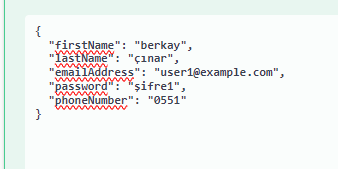 {
"firstName": "berkay",
"lastName": "çınar",
"emailAddress": "user1@example.com",
"password": "şifre1",
"phoneNumber": "0551"
}